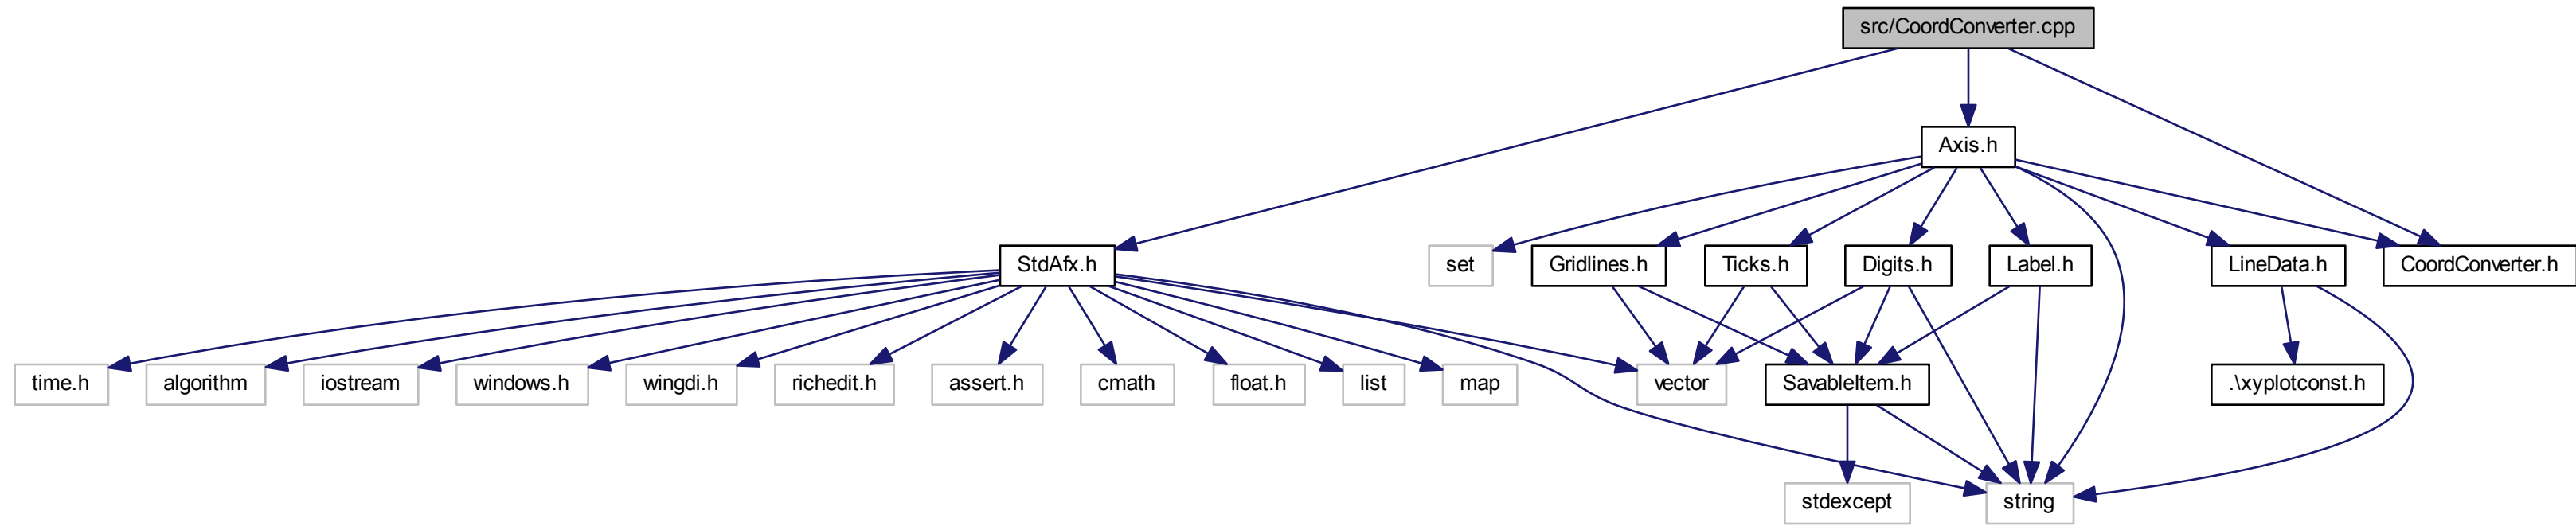 src/CoordConverter.cpp
Axis.h
StdAfx.h
set
Gridlines.h
Ticks.h
Digits.h
Label.h
LineData.h
CoordConverter.h
time.h
algorithm
iostream
windows.h
wingdi.h
richedit.h
assert.h
cmath
float.h
list
map
vector
SavableItem.h
.\xyplotconst.h
stdexcept
string